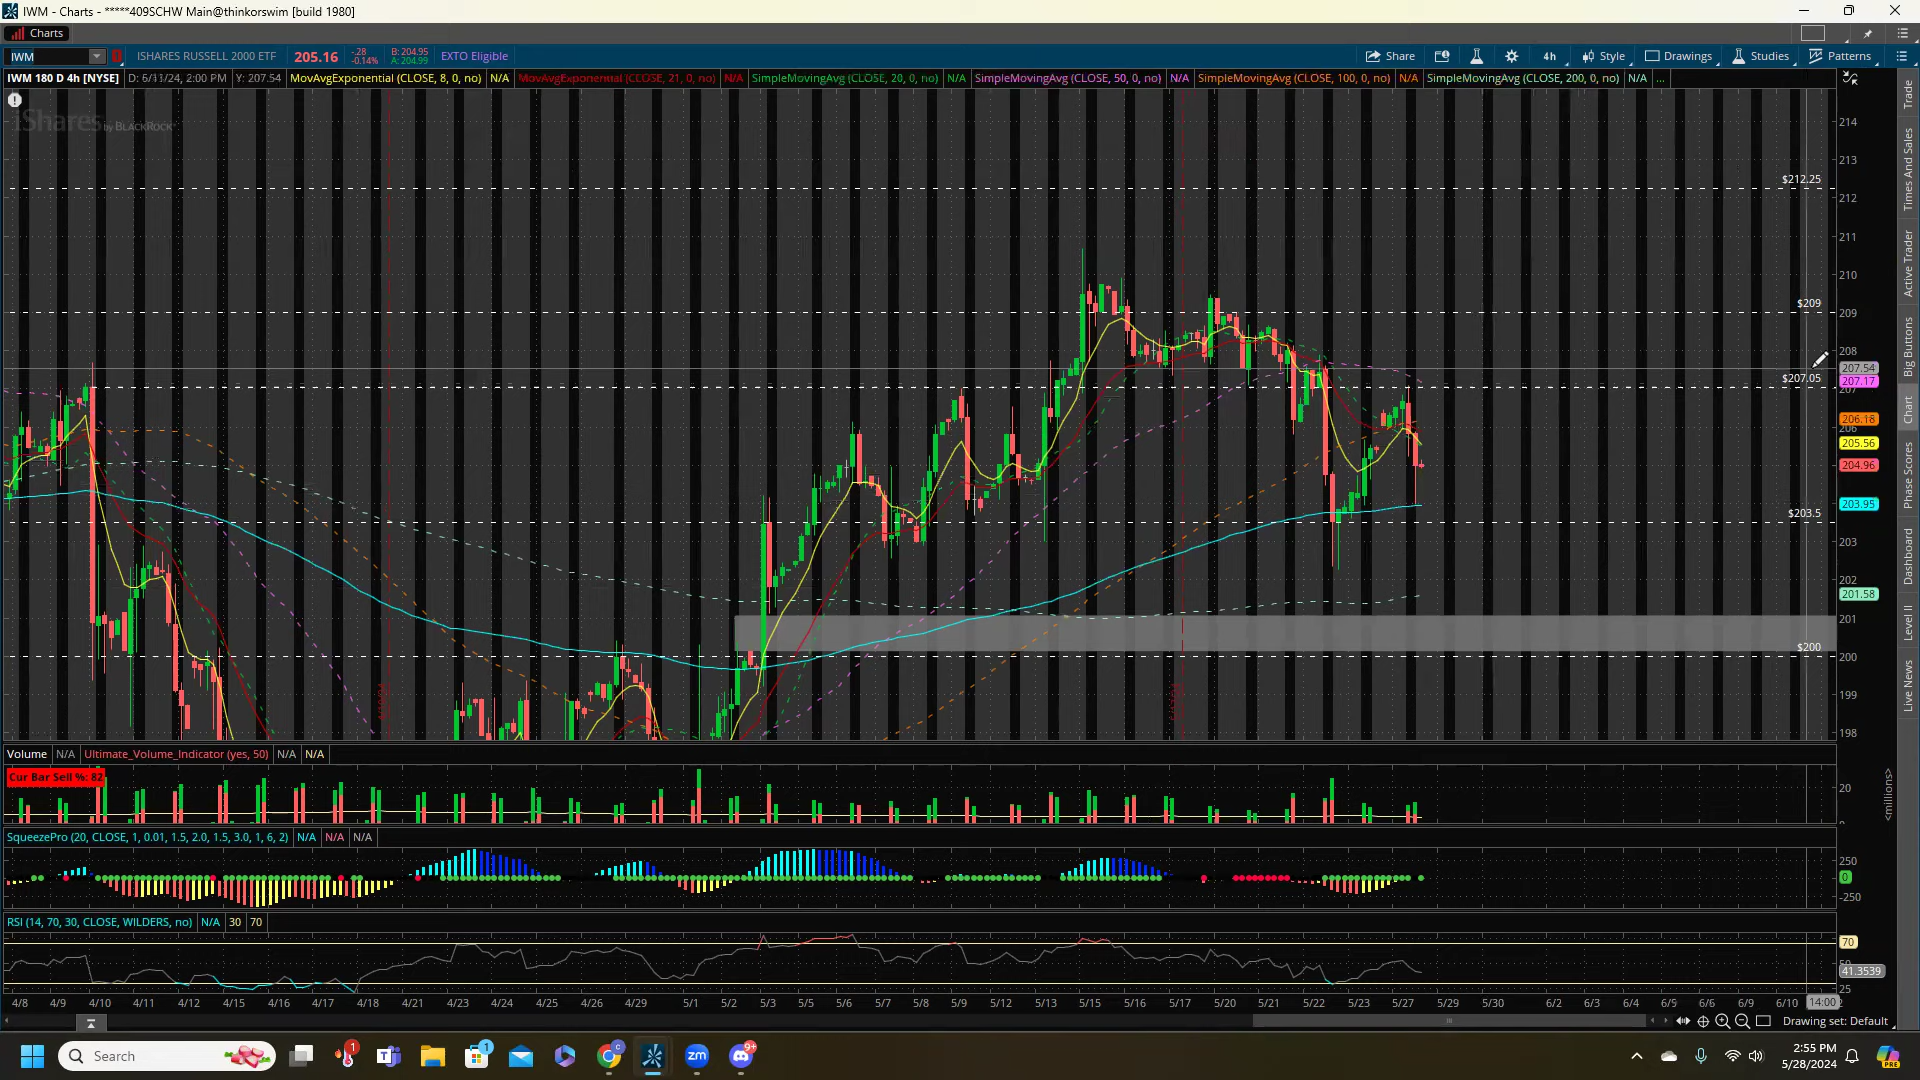 IWM - Charts - *****409SCHW Main@thinkorswim [build 1980]
Charts
IWM ISHARES RUSSELL 2000 ETF 205.16 -.28 -0.14% B: 204.95 A: 204.99 EXTO Eligible Share 4h Style Drawings Studies Patterns
IWM 180 D 4h [NYSE] D: 6/11/24, 2:00 PM Y: 207.54 MovAvgExponential (CLOSE, 8, 0, no) N/A MovAvgExponential (CLOSE, 21, 0, no) N/A SimpleMovingAvg (CLOSE, 20, 0, no) N/A SimpleMovingAvg (CLOSE, 50, 0, no) N/A SimpleMovingAvg (CLOSE, 100, 0, no) N/A SimpleMovingAvg (CLOSE, 200, 0, no) N/A ...
iShares by BLACKROCK
214
213
$212.25
212
211
210
$209
209
208
207.54
$207.05
207.17
207
206.18
206
205.56
204.96
203.95
$203.5
203
202
201.58
201
$200
200
199
198
Trade
Times And Sales
Active Trader
Big Buttons
Chart
Phase Scores
Dashboard
Level II
Live News
Volume N/A Ultimate_Volume_Indicator (yes, 50) N/A N/A
Cur Bar Sell %: 82
20
<millions>
SqueezePro (20, CLOSE, 1, 0.01, 1.5, 2.0, 1.5, 3.0, 1, 6, 2) N/A N/A N/A
250
0
-250
RSI (14, 70, 30, CLOSE, WILDERS, no) N/A 30 70
70
41.3539
25
4/8 4/9 4/10 4/11 4/12 4/15 4/16 4/17 4/18 4/23 4/24 4/25 4/26 4/29 5/1 5/2 5/3 5/5 5/6 5/7 5/8 5/9 5/12 5/13 5/15 5/16 5/17 5/20 5/21 5/22 5/23 5/27 5/29 5/30 6/2 6/3 6/4 6/5 6/9 6/10 14:00
Drawing set: Default
Search
1
1
zm
9+
2:55 PM
5/28/2024
PRE